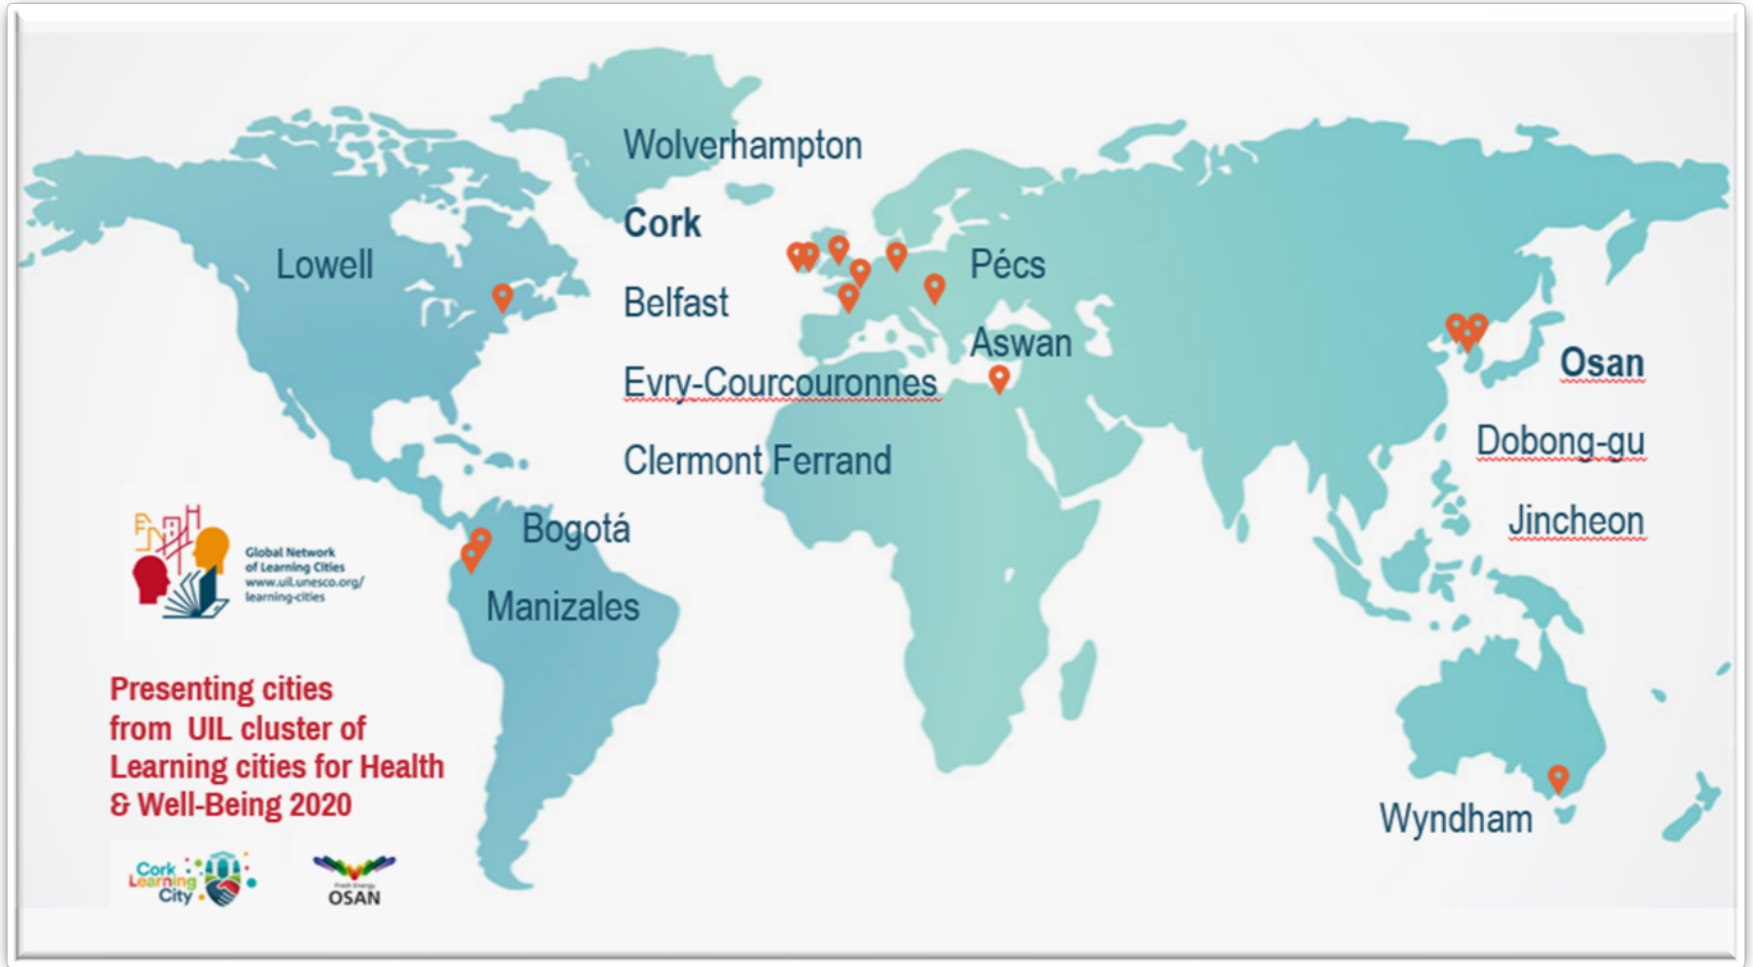 Wolverhampton
Cork
Lowell
Pécs
Belfast
Aswan
Evry-Courcouronnes
Osan
Dobong-gu
Clermont Ferrand
Jincheon
Bogotá
Manizales
Global Network
of Learning Cities
www.uil.unesco.org/
learning-cities
Presenting cities
from UIL cluster of
Learning cities for Health
& Well-Being 2020
Wyndham
Cork
Learning
City
Fresh Energy
OSAN